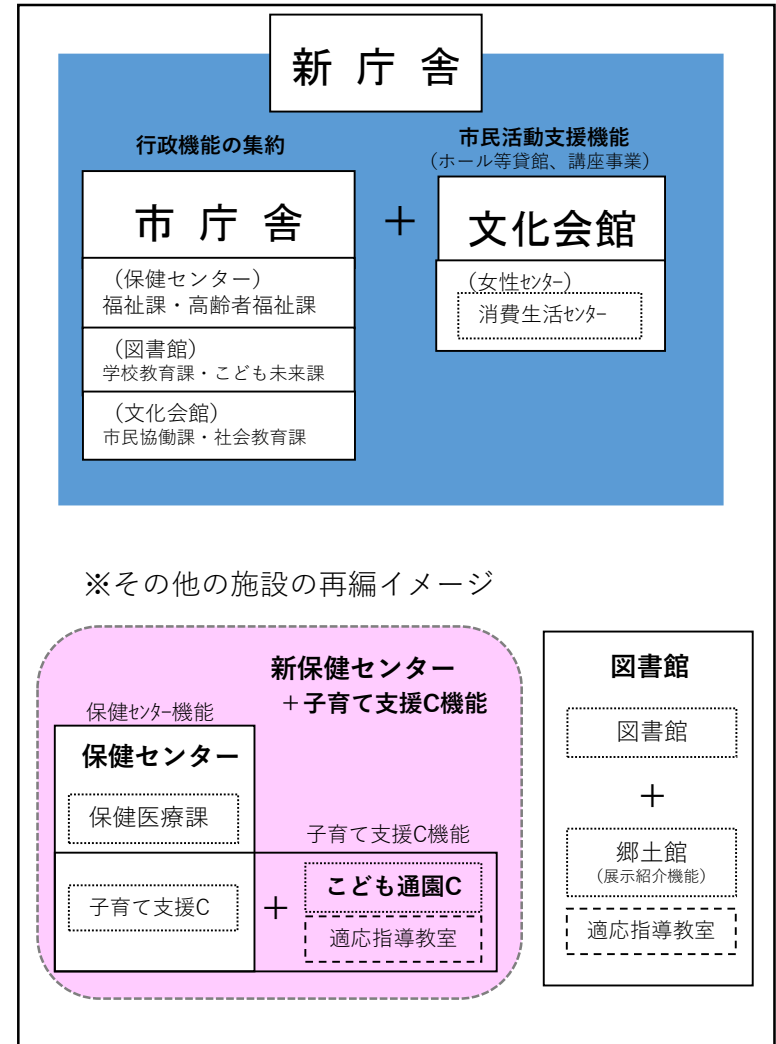 新庁舎
行政機能の集約
市庁舎
(保健センター)
福祉課・高齢者福祉課
(図書館)
学校教育課・こども未来課
(文化会館)
市民協働課・社会教育課
＋
市民活動支援機能
(ホール等貸館、講座事業)
文化会館
(女性ｾﾝﾀｰ)
消費生活ｾﾝﾀｰ
※その他の施設の再編イメージ
新保健センター
＋子育て支援C機能
保健ｾﾝﾀｰ機能
保健センター
保健医療課
子育て支援C
＋
子育て支援C機能
こども通園C
適応指導教室
図書館
図書館
＋
郷土館
(展示紹介機能)
適応指導教室